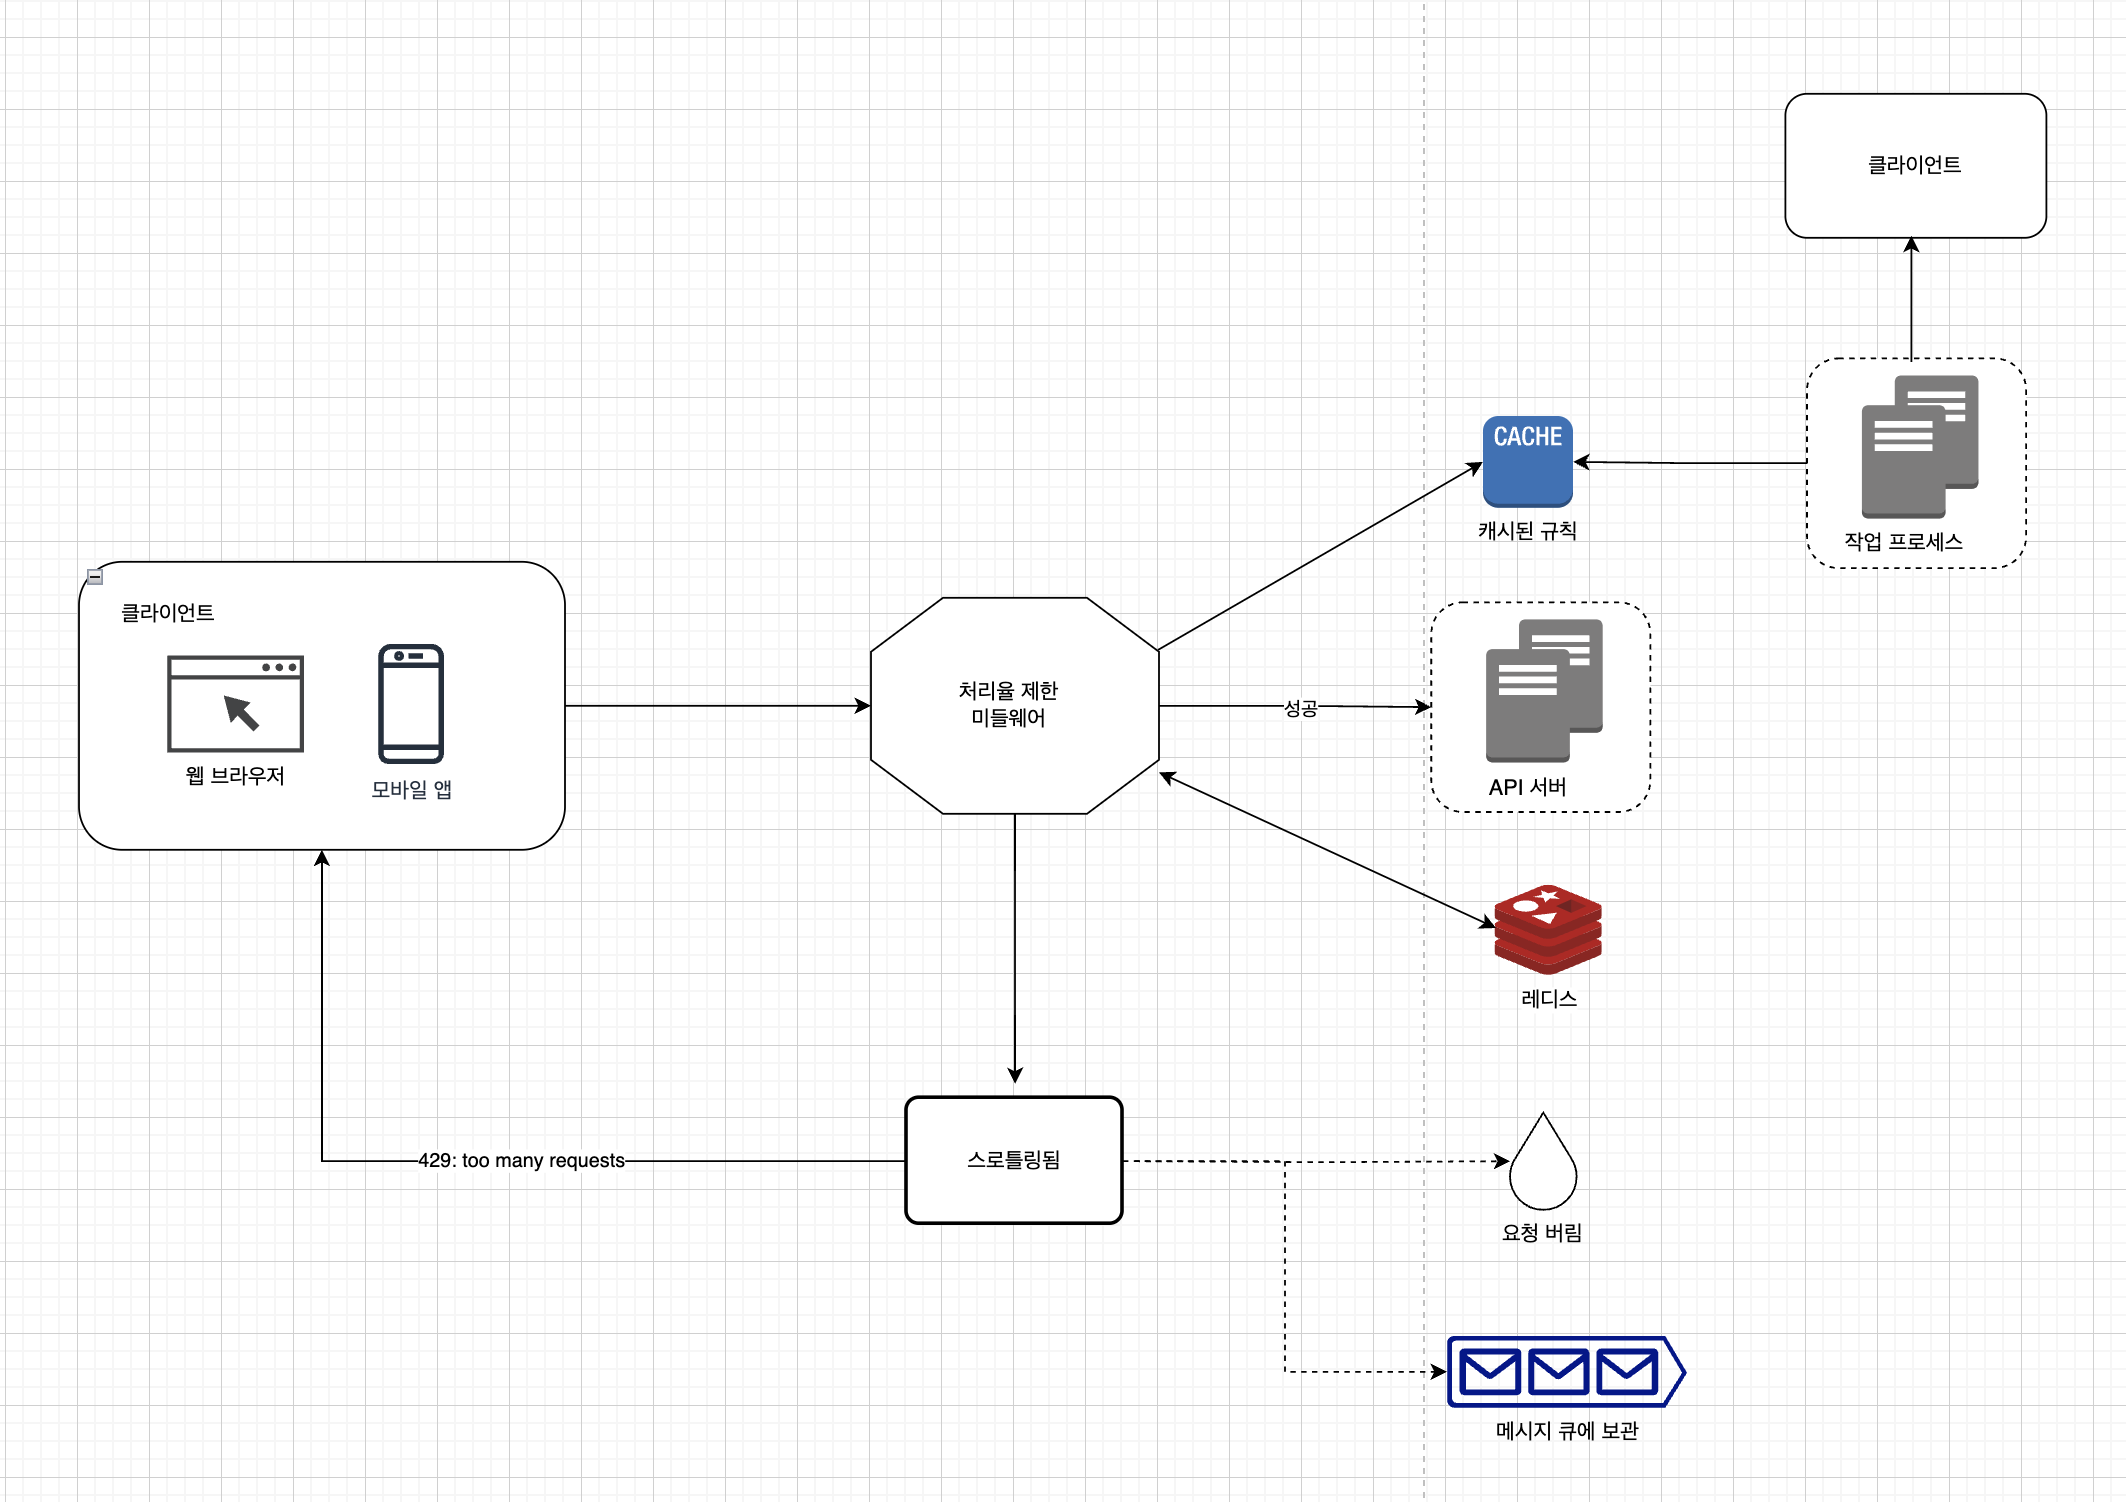 클라이언트
CACHE
캐시된 규칙
작업 프로세스
클라이언트
웹 브라우저
모바일 앱
처리율 제한
미들웨어
성공
API 서버
레디스
429: too many requests
스로틀링됨
요청 버림
메시지 큐에 보관